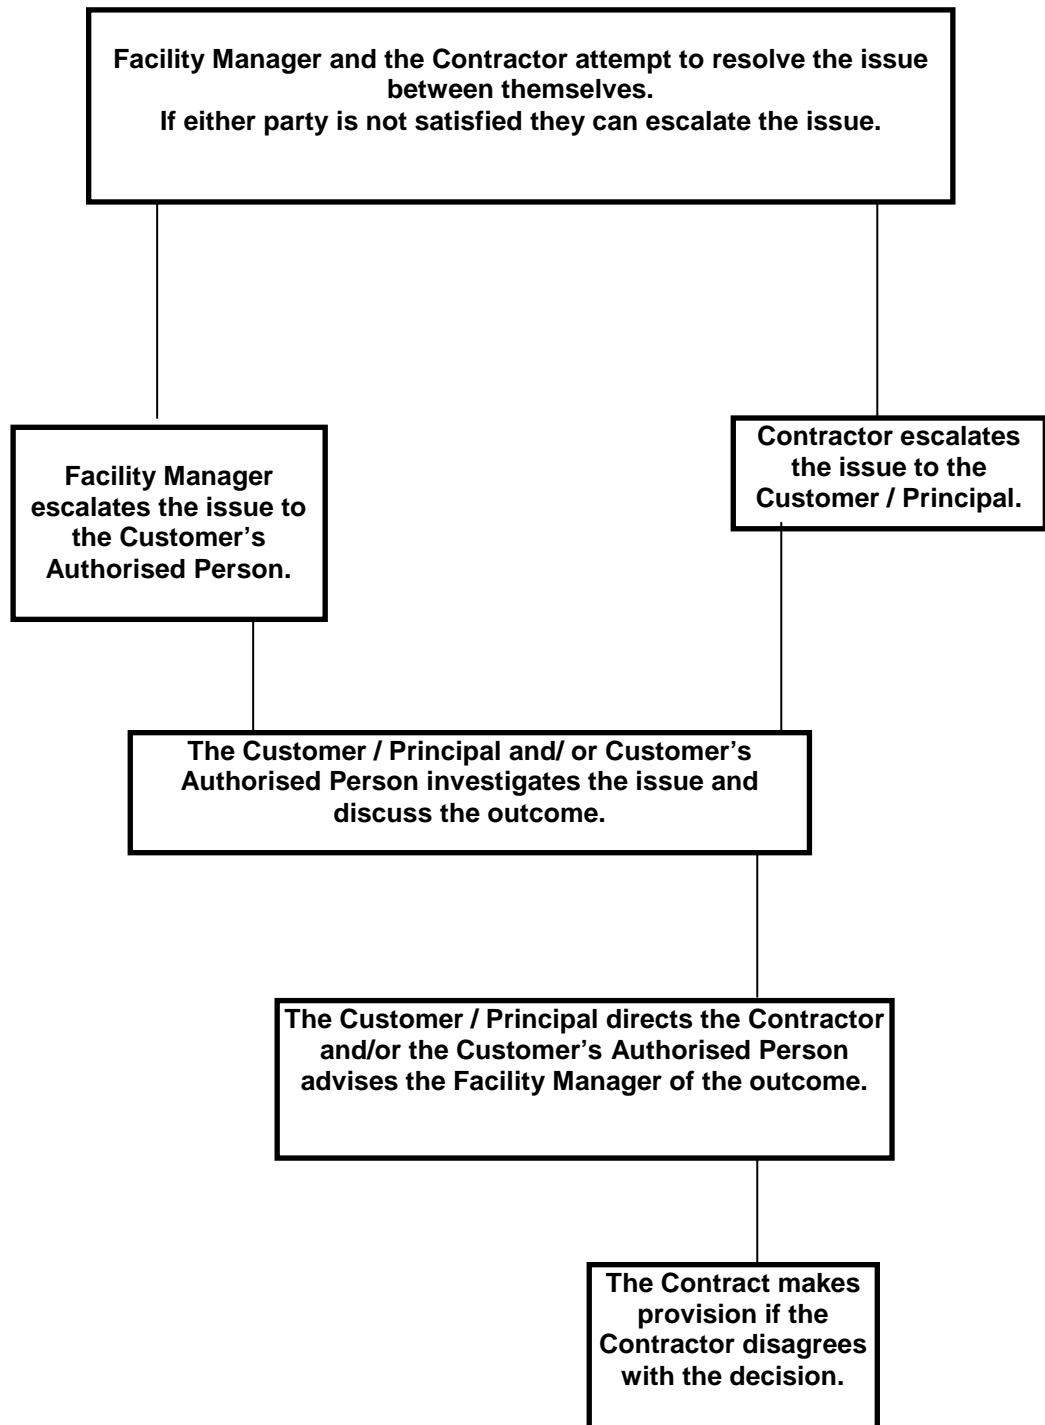 Facility Manager and the Contractor attempt to resolve the issue
between themselves.
If either party is not satisfied they can escalate the issue.
Facility Manager
escalates the issue to
the Customer’s
Authorised Person.
Contractor escalates
the issue to the
Customer / Principal.
The Customer / Principal and/ or Customer’s
Authorised Person investigates the issue and
discuss the outcome.
The Customer / Principal directs the Contractor
and/or the Customer’s Authorised Person
advises the Facility Manager of the outcome.
The Contract makes
provision if the
Contractor disagrees
with the decision.